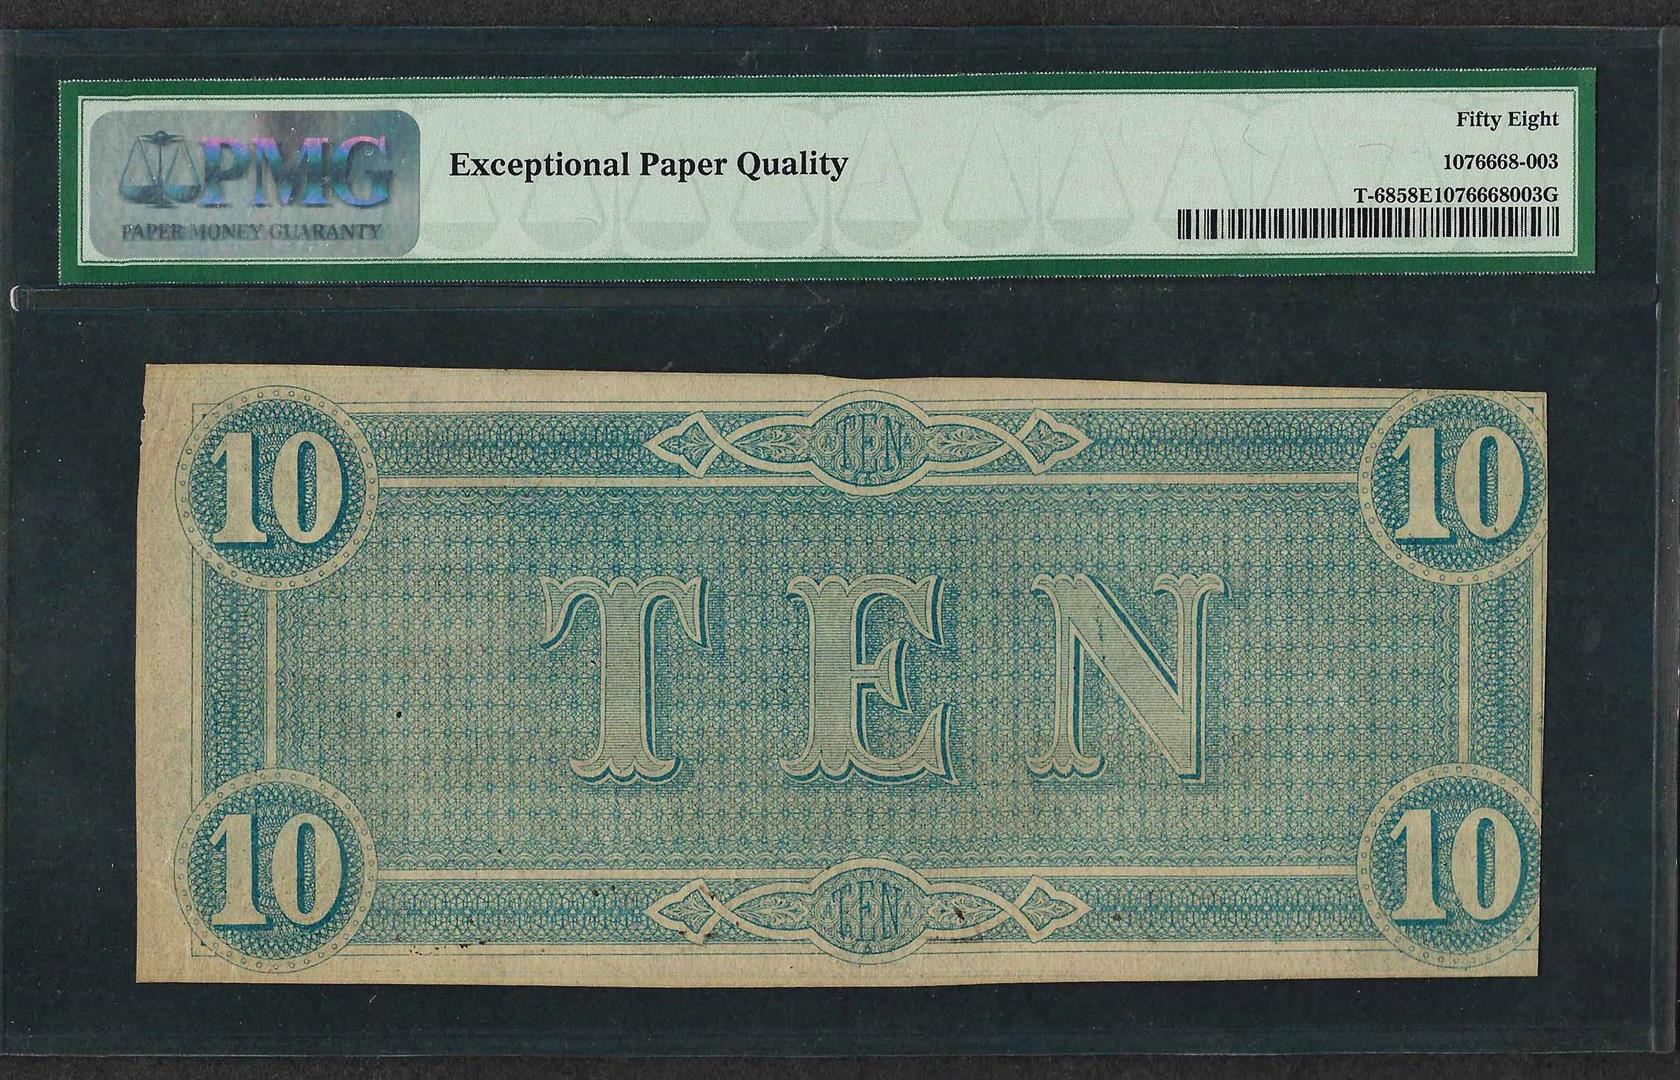 PMG
PAPER MONEY GUARANTY
Exceptional Paper Quality
Fifty Eight
1076668-003
T-6858E1076668003G
10
TEN
10
TEN
10
TEN
10